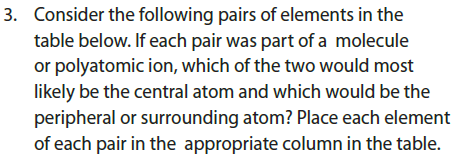 3. Consider the following pairs of elements in the
table below. If each pair was part of a molecule
or polyatomic ion, which of the two would most
likely be the central atom and which would be the
peripheral or surrounding atom? Place each element
of each pair in the appropriate column in the table.